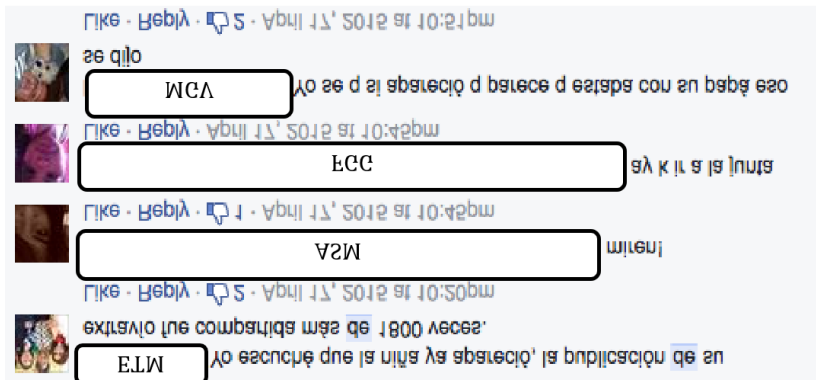 ETM Yo escuché que la niña ya apareció, la publicación de su
extravío fue compartida más de 1800 veces.
Like · Reply · 2 · April 17, 2015 at 10:20pm
ASM miren!
Like · Reply · 1 · April 17, 2015 at 10:45pm
FGG ay k ir a la junta
Like · Reply · April 17, 2015 at 10:45pm
MGV Yo se q si apareció q parece q estaba con su papá eso
se dijo
Like · Reply · 2 · April 17, 2015 at 10:51pm